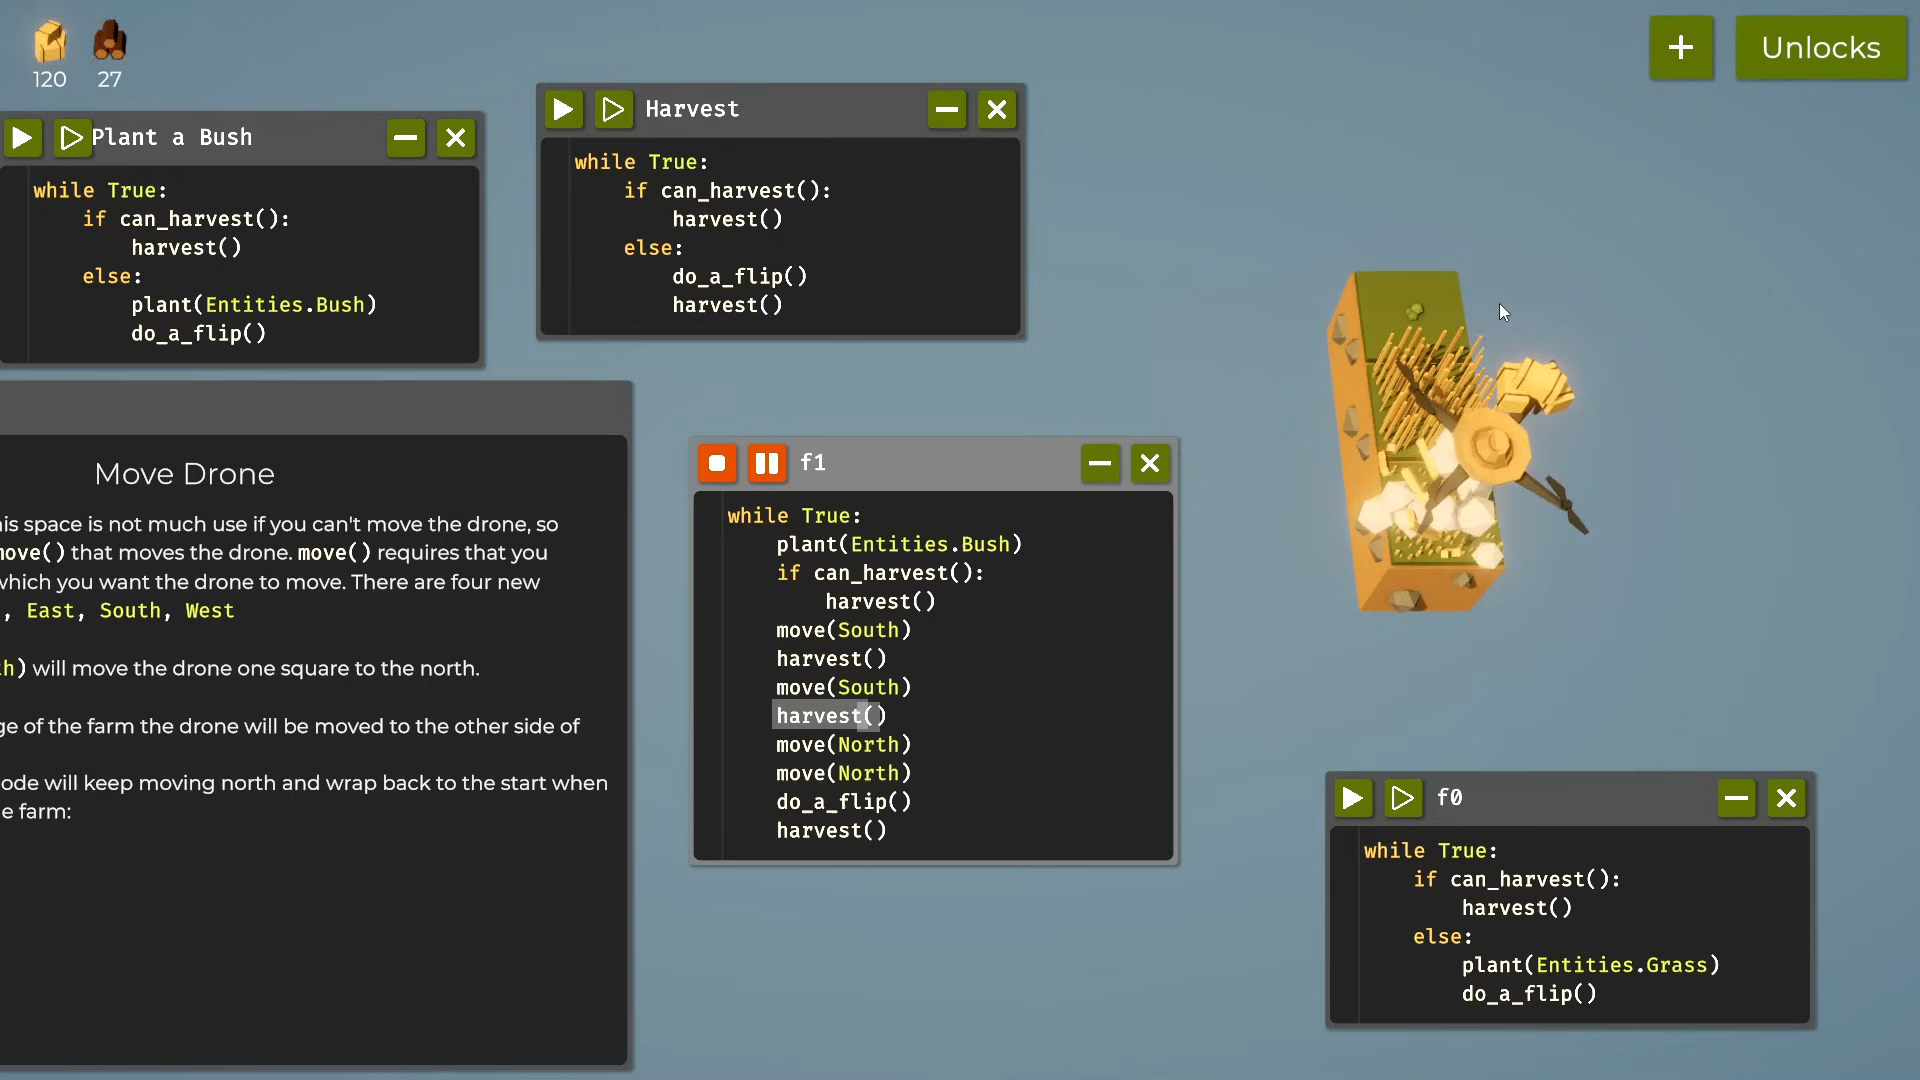 120 27
+ Unlocks
Plant a Bush
while True:
if can_harvest():
harvest()
else:
plant(Entities.Bush)
do_a_flip()
Harvest
while True:
if can_harvest():
harvest()
else:
do_a_flip()
harvest()
Move Drone
his space is not much use if you can't move the drone, so
move() that moves the drone. move() requires that you
which you want the drone to move. There are four new
, East, South, West
h) will move the drone one square to the north.
ge of the farm the drone will be moved to the other side of
ode will keep moving north and wrap back to the start when
e farm:
f1
while True:
plant(Entities.Bush)
if can_harvest():
harvest()
move(South)
harvest()
move(South)
harvest()
move(North)
move(North)
do_a_flip()
harvest()
f0
while True:
if can_harvest():
harvest()
else:
plant(Entities.Grass)
do_a_flip()